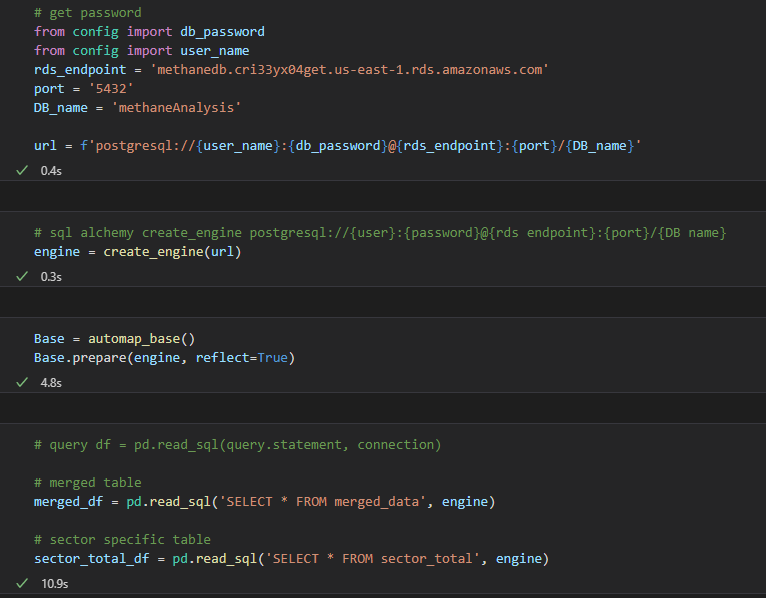 # get password
from config import db_password
from config import user_name
rds_endpoint = 'methanedb.cri33yx04get.us-east-1.rds.amazonaws.com'
port = '5432'
DB_name = 'methaneAnalysis'
url = f'postgresql://{user_name}:{db_password}@{rds_endpoint}:{port}/{DB_name}'
0.4s
# sql alchemy create_engine postgresql://{user}:{password}@{rds endpoint}:{port}/{DB name}
engine = create_engine(url)
0.3s
Base = automap_base()
Base.prepare(engine, reflect=True)
4.8s
# query df = pd.read_sql(query.statement, connection)
# merged table
merged_df = pd.read_sql('SELECT * FROM merged_data', engine)
# sector specific table
sector_total_df = pd.read_sql('SELECT * FROM sector_total', engine)
10.9s